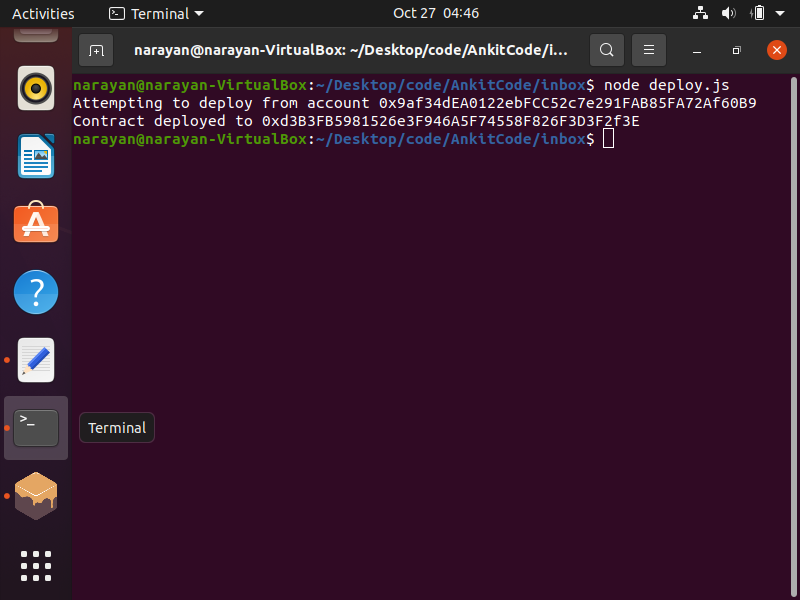 Activities
Terminal
Oct 27 04:46
narayan@narayan-VirtualBox: ~/Desktop/code/AnkitCode/i...
narayan@narayan-VirtualBox:~/Desktop/code/AnkitCode/inbox$ node deploy.js
Attempting to deploy from account 0x9af34dEA0122ebFCC52c7e291FAB85FA72Af60B9
Contract deployed to 0xd3B3FB5981526e3F946A5F74558F826F3D3F2f3E
narayan@narayan-VirtualBox:~/Desktop/code/AnkitCode/inbox$
Terminal